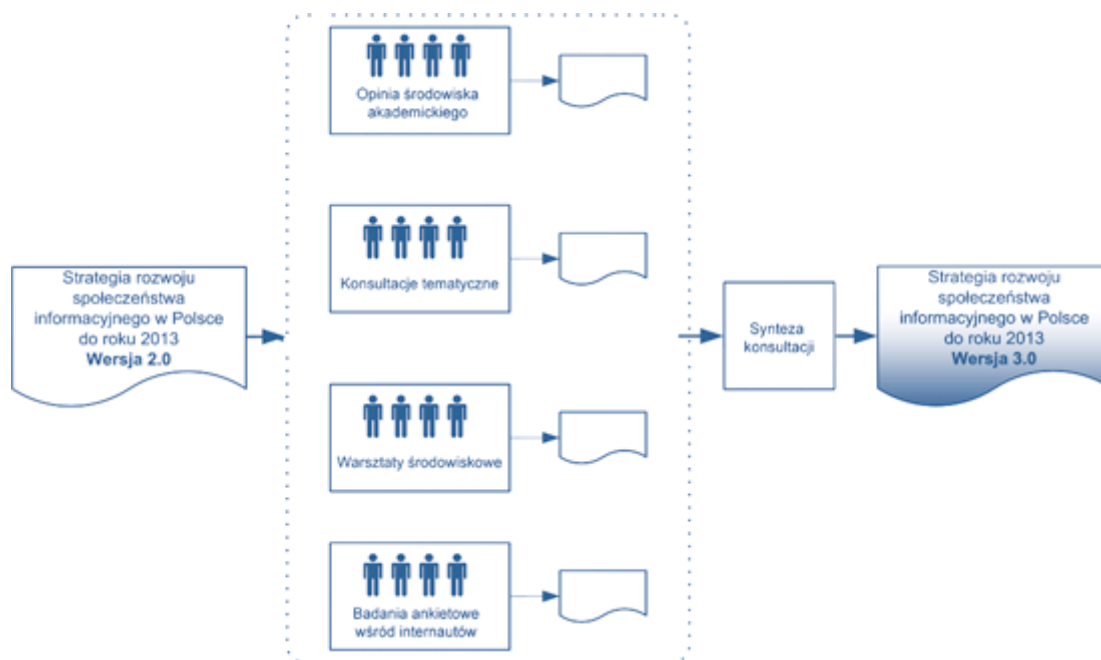 Strategia rozwoju
społeczeństwa
informacyjnego w Polsce
do roku 2013
Wersja 2.0
Opinia środowiska
akademickiego
Konsultacje tematyczne
Warsztaty środowiskowe
Badania ankietowe
wśród internautów
Synteza
konsultacji
Strategia rozwoju
społeczeństwa
informacyjnego w Polsce
do roku 2013
Wersja 3.0